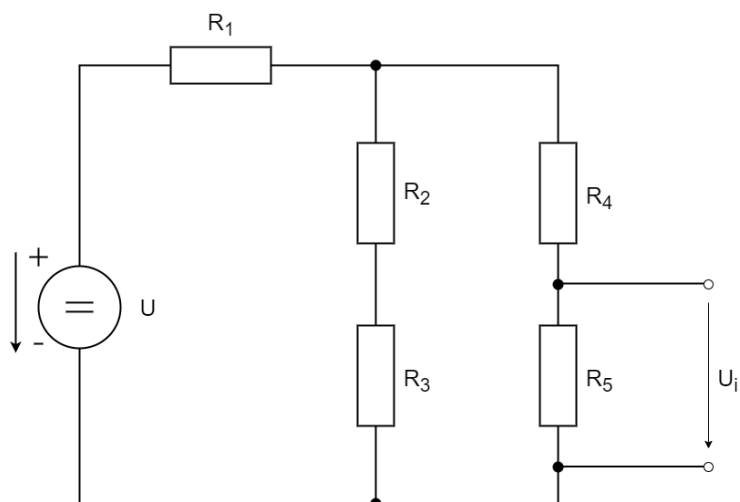 R₁
R₂
R₄
+
U
-
R₃
R₅
Uᵢ